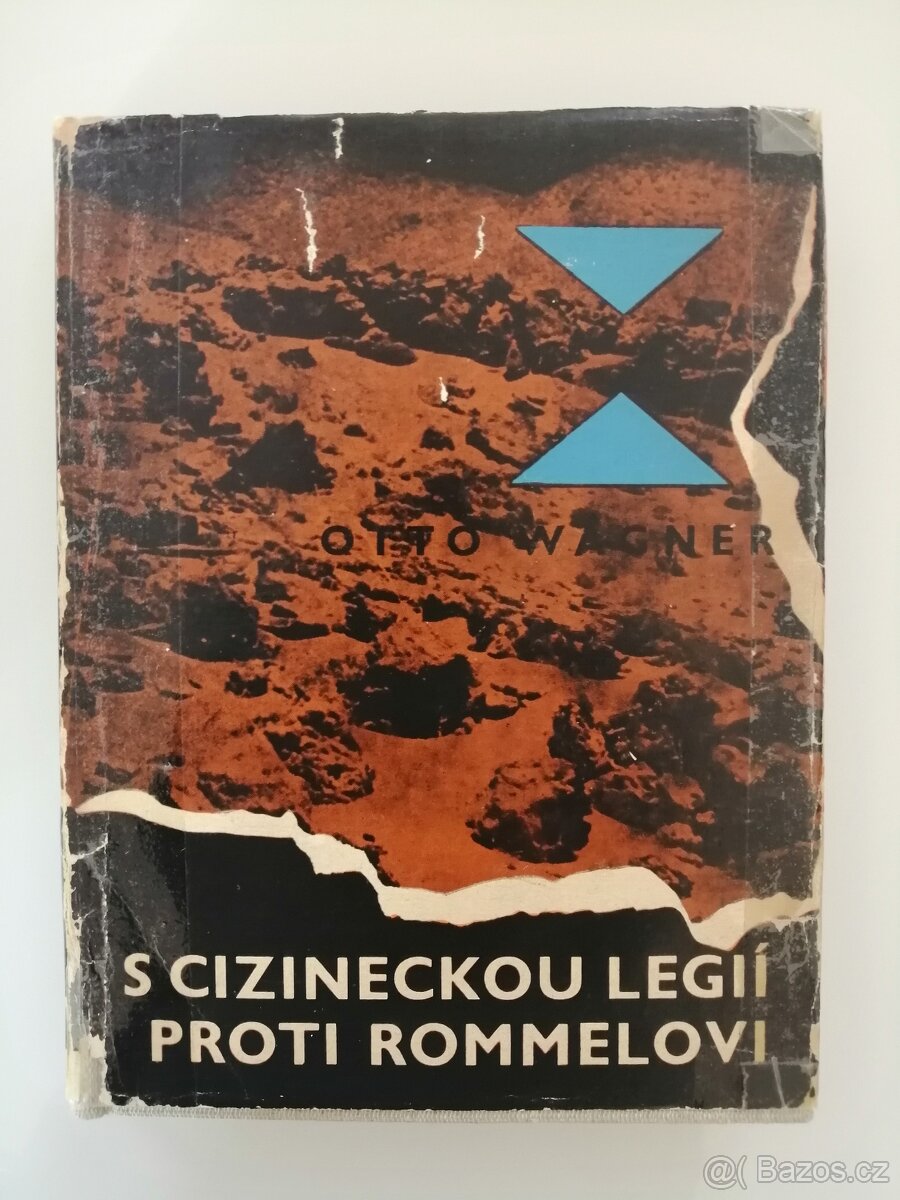 OTTO WAGNER
S CIZINECKOU LEGIÍ
PROTI ROMMELOVI
@( Bazos.cz